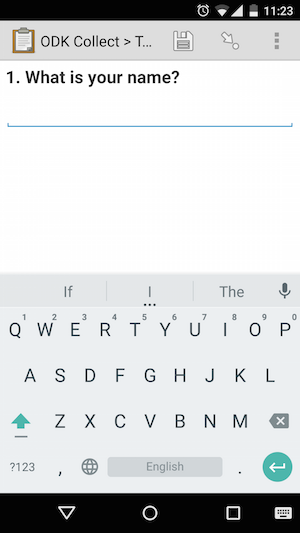 11:23
ODK Collect > T...
1. What is your name?
If I The
1 2 3 4 5 6 7 8 9 0
Q W E R T Y U I O P
A S D F G H J K L
Z X C V B N M
?123 , English .